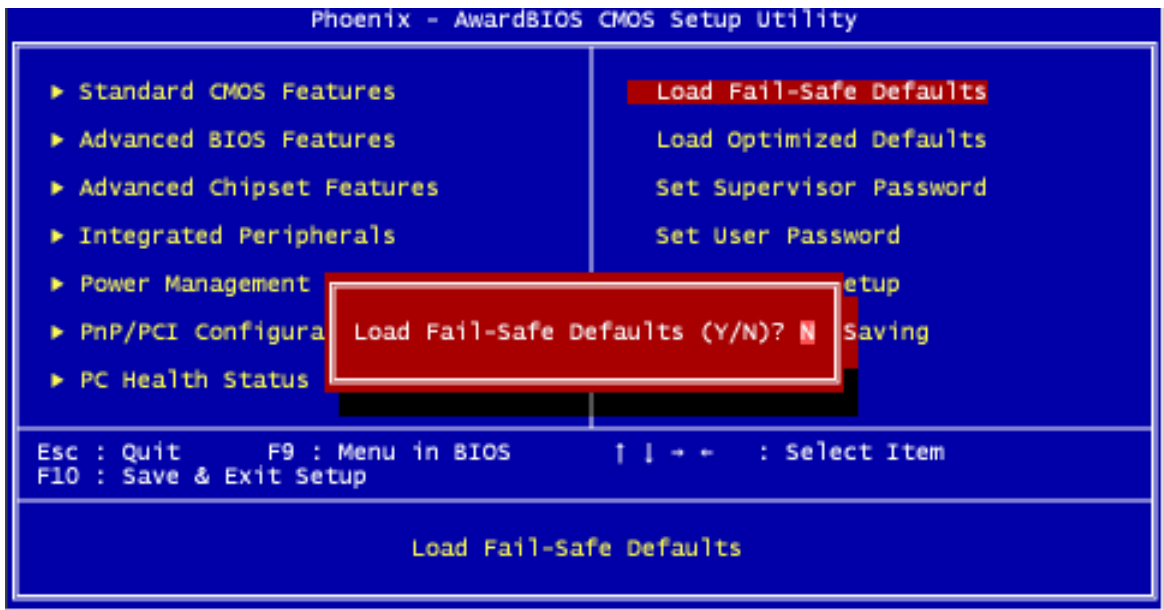 Phoenix - AwardBIOS CMOS Setup Utility
▶ Standard CMOS Features
▶ Advanced BIOS Features
▶ Advanced Chipset Features
▶ Integrated Peripherals
▶ Power Management
▶ PnP/PCI Configura
▶ PC Health Status
Load Fail-Safe Defaults
Load Optimized Defaults
Set Supervisor Password
Set User Password
etup
Saving
Load Fail-Safe Defaults (Y/N)? N
Esc : Quit F9 : Menu in BIOS ↑ ↓ → ← : Select Item
F10 : Save & Exit Setup
Load Fail-Safe Defaults